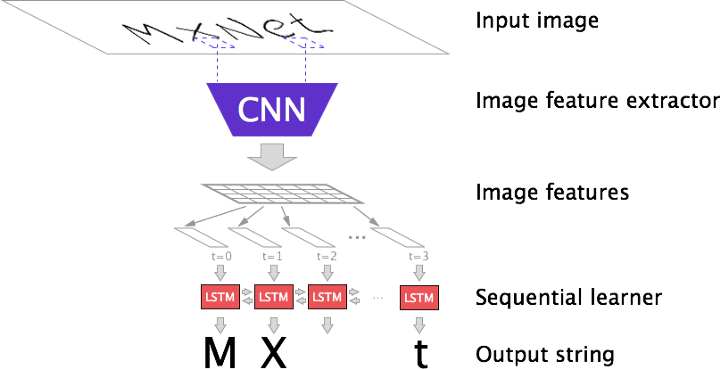 MxNet Input image
CNN Image feature extractor
Image features
...
t=0 t=1 t=2 t=3
LSTM LSTM LSTM ... LSTM Sequential learner
M X t Output string